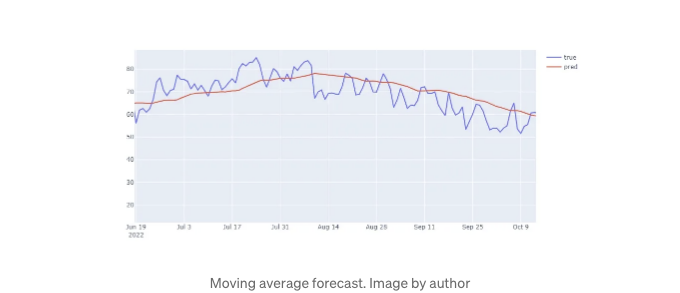 true
pred
80
70
60
50
40
30
20
Jun 19 Jul 3 Jul 17 Jul 31 Aug 14 Aug 28 Sep 11 Sep 25 Oct 9
2022
Moving average forecast. Image by author